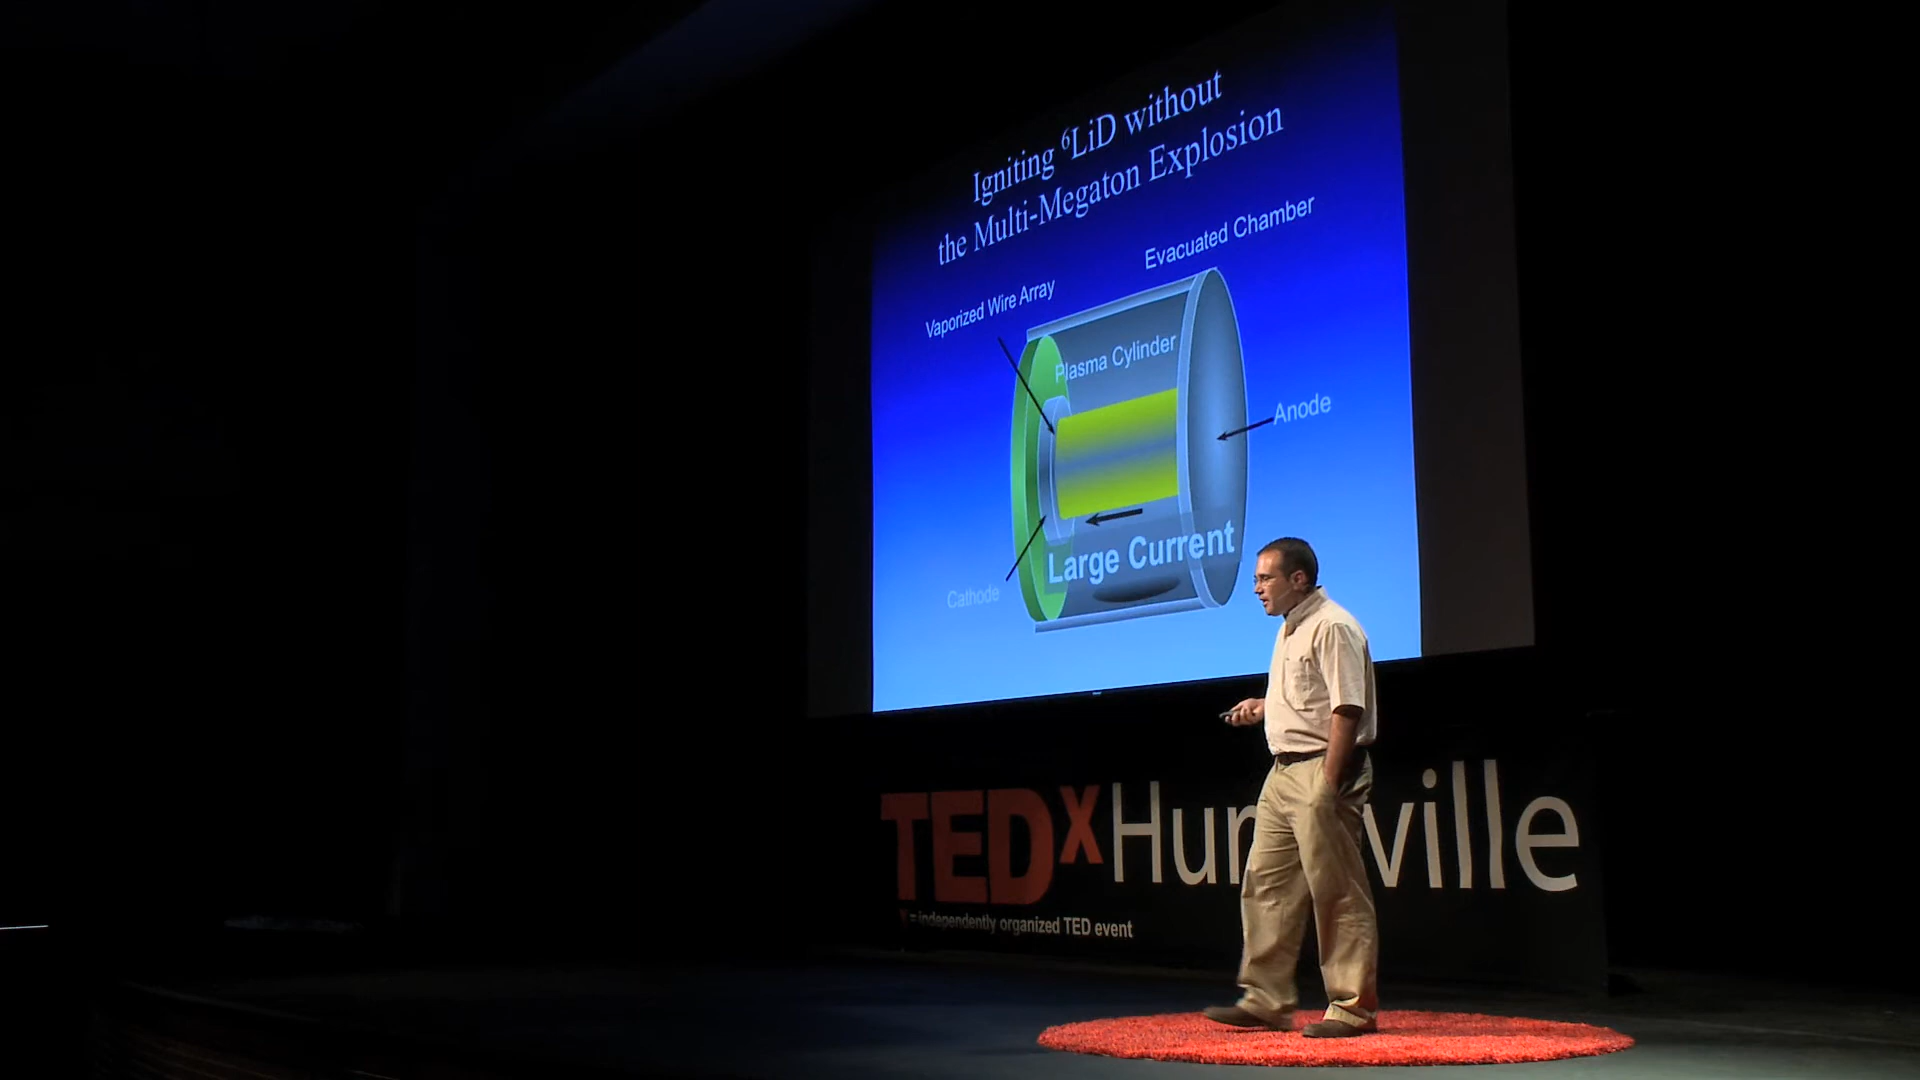 Igniting ⁶LiD without
the Multi-Megaton Explosion
Evacuated Chamber
Vaporized Wire Array
Plasma Cylinder
Anode
Large Current
Cathode
TEDxHun ville
x = independently organized TED event